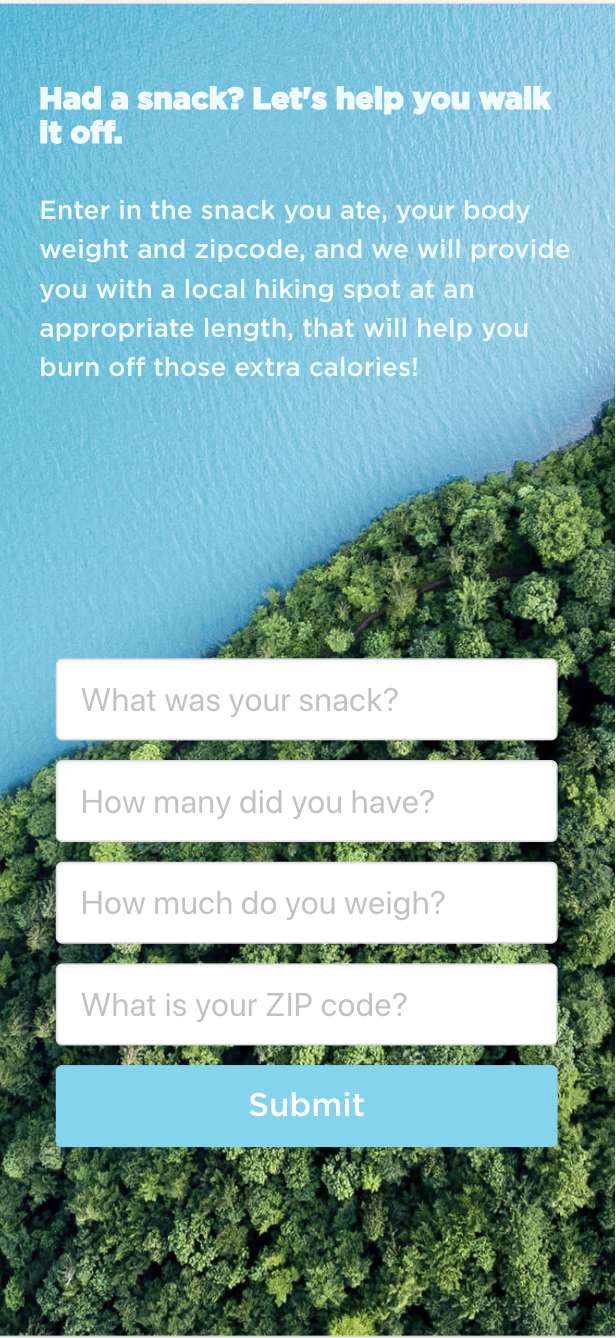 Had a snack? Let's help you walk
it off.
Enter in the snack you ate, your body
weight and zipcode, and we will provide
you with a local hiking spot at an
appropriate length, that will help you
burn off those extra calories!
What was your snack?
How many did you have?
How much do you weigh?
What is your ZIP code?
Submit